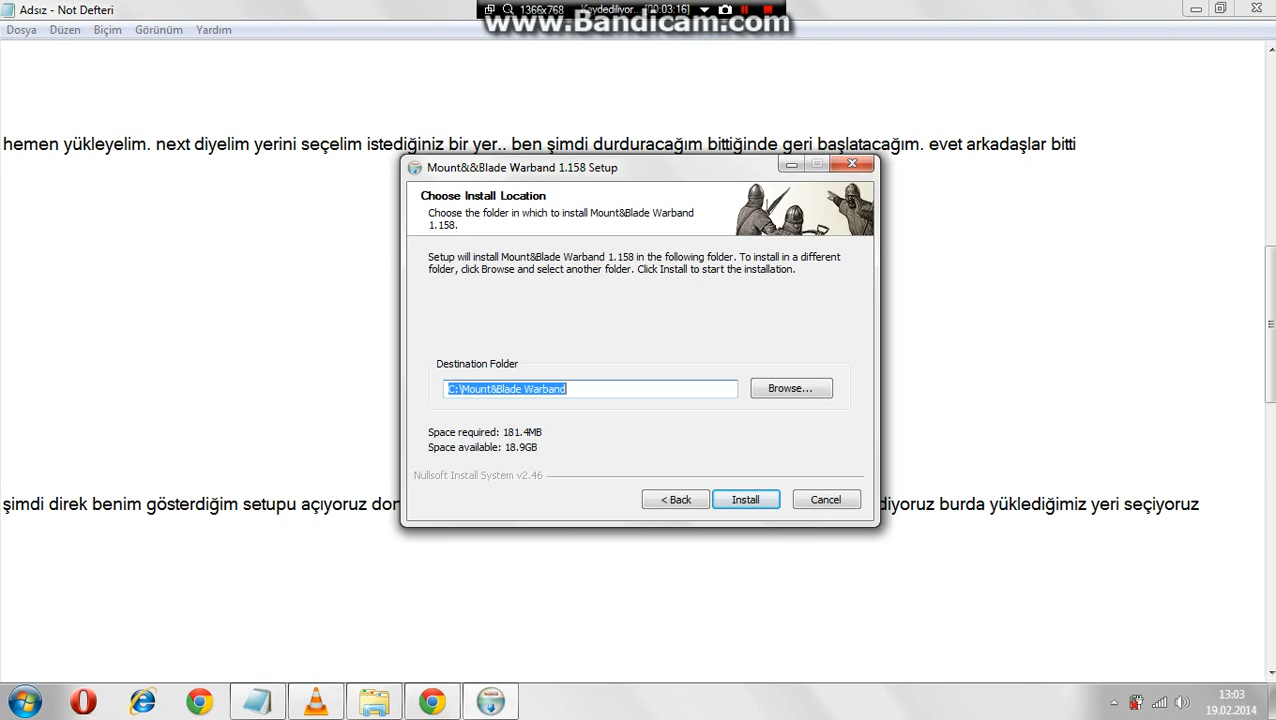 Adsız - Not Defteri
1366x768 Kaydediliyor... [00:03:16]
www.Bandicam.com
Dosya Düzen Biçim Görünüm Yardım
hemen yükleyelim. next diyelim yerini seçelim istediğiniz bir yer.. ben şimdi durduracağım bittiğinde geri başlatacağım. evet arkadaşlar bitti
Mount&&Blade Warband 1.158 Setup
Choose Install Location
Choose the folder in which to install Mount&Blade Warband
1.158.
Setup will install Mount&Blade Warband 1.158 in the following folder. To install in a different
folder, click Browse and select another folder. Click Install to start the installation.
Destination Folder
C:\Mount&Blade Warband
Browse...
Space required: 181.4MB
Space available: 18.9GB
Nullsoft Install System v2.46
< Back Install Cancel
şimdi direk benim gösterdiğim setupu açıyoruz diyoruz burda yüklediğimiz yeri seçiyoruz
13:03
19.02.2014